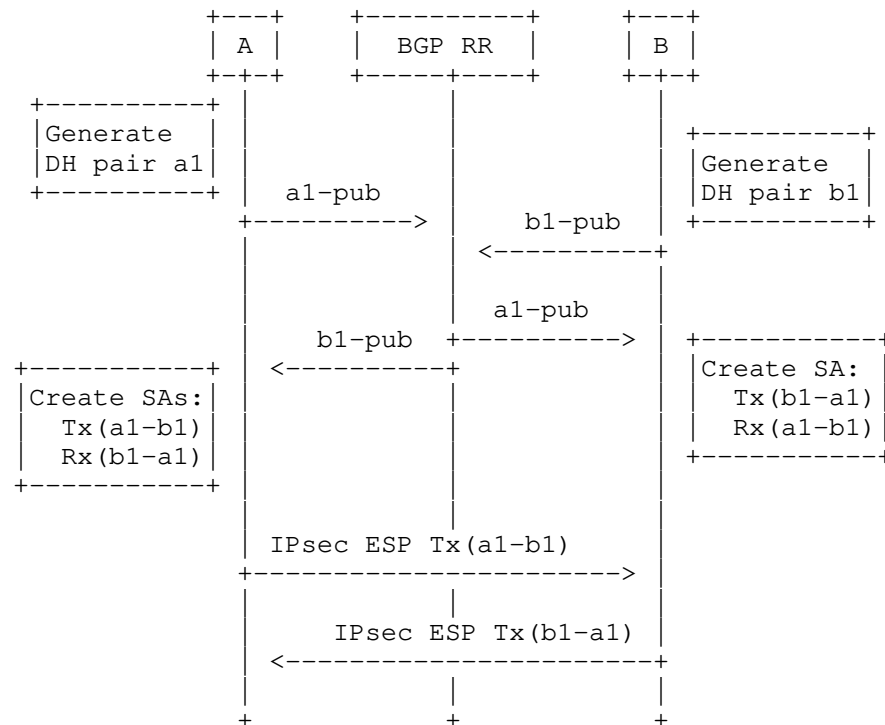 A BGP RR B
Generate
DH pair a1
Generate
DH pair b1
a1-pub
b1-pub
a1-pub
b1-pub
Create SAs:
Tx(a1-b1)
Rx(b1-a1)
Create SA:
Tx(b1-a1)
Rx(a1-b1)
IPsec ESP Tx(a1-b1)
IPsec ESP Tx(b1-a1)